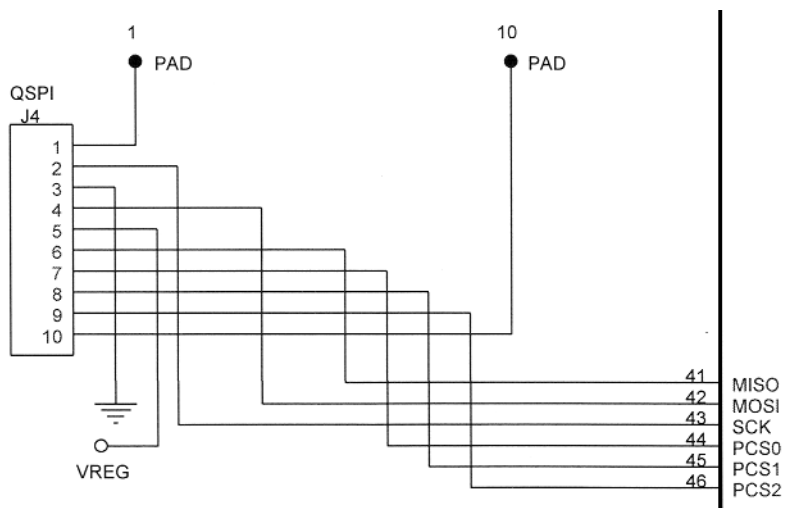 1
10
PAD
PAD
QSPI
J4
1
2
3
4
5
6
7
8
9
10
VREG
41 MISO
42 MOSI
43 SCK
44 PCS0
45 PCS1
46 PCS2